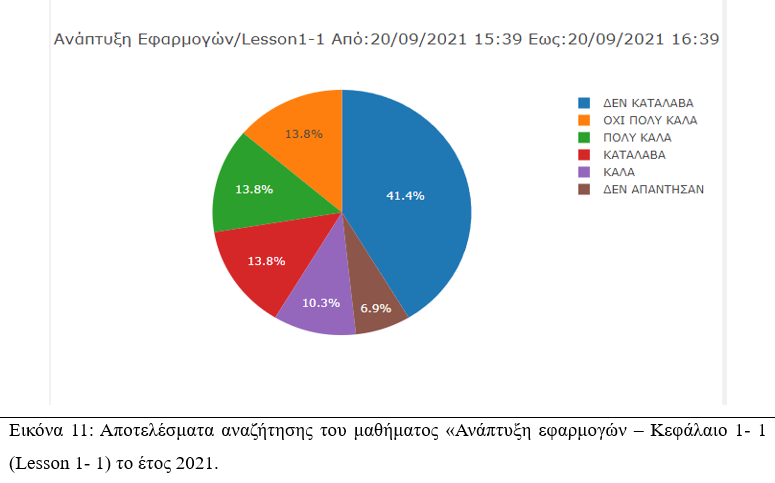 Ανάπτυξη Εφαρμογών/Lesson1-1 Από:20/09/2021 15:39 Εως:20/09/2021 16:39
ΔΕΝ ΚΑΤΑΛΑΒΑ
ΟΧΙ ΠΟΛΥ ΚΑΛΑ
ΠΟΛΥ ΚΑΛΑ
ΚΑΤΑΛΑΒΑ
ΚΑΛΑ
ΔΕΝ ΑΠΑΝΤΗΣΑΝ
13.8%
41.4%
13.8%
13.8%
10.3%
6.9%
Εικόνα 11: Αποτελέσματα αναζήτησης του μαθήματος «Ανάπτυξη εφαρμογών – Κεφάλαιο 1- 1
(Lesson 1- 1) το έτος 2021.